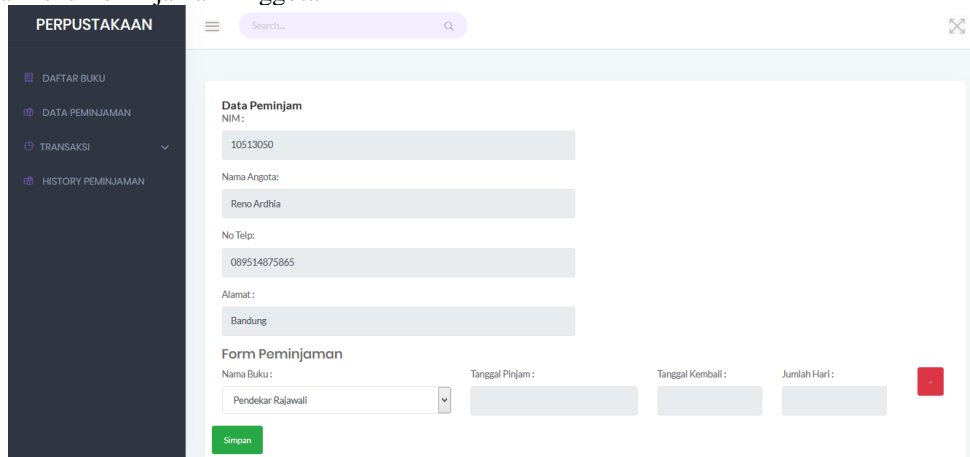 PERPUSTAKAAN
Search...
DAFTAR BUKU
DATA PEMINJAMAN
TRANSAKSI
HISTORY PEMINJAMAN
Data Peminjam
NIM :
10513050
Nama Angota:
Reno Ardhia
No Telp:
089514875865
Alamat :
Bandung
Form Peminjaman
Nama Buku : Tanggal Pinjam : Tanggal Kembali : Jumlah Hari :
Pendekar Rajawali
-
Simpan